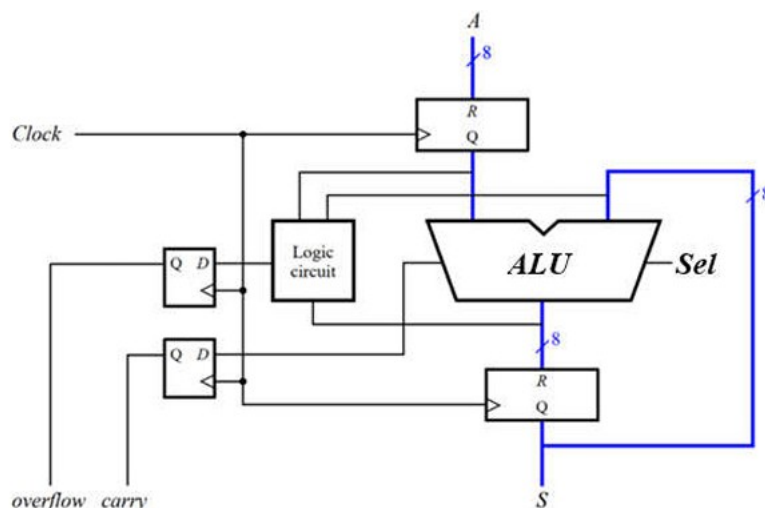 A
8
R
Q
Clock
8
Logic
circuit
ALU
Sel
Q D
8
Q D
R
Q
overflow carry
S